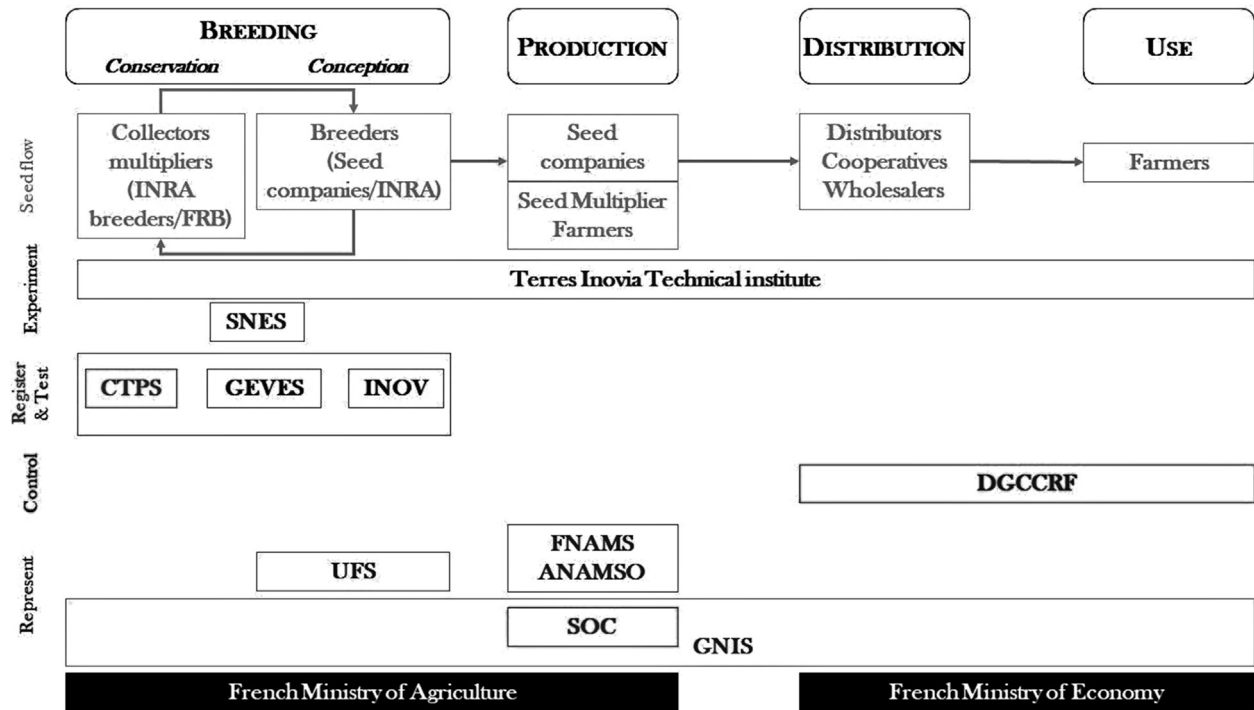 BREEDING
Conservation
Conception
PRODUCTION
DISTRIBUTION
USE
Seed flow
Collectors
multipliers
(INRA
breeders/FRB)
Breeders
(Seed
companies/INRA)
Seed
companies
Seed Multiplier
Farmers
Distributors
Cooperatives
Wholesalers
Farmers
Experiment
Terres Inovia Technical institute
SNES
Register
& Test
CTPS
GEVES
INOV
Control
DGCCRF
Represent
UFS
FNAMS
ANAMSO
SOC
GNIS
French Ministry of Agriculture
French Ministry of Economy